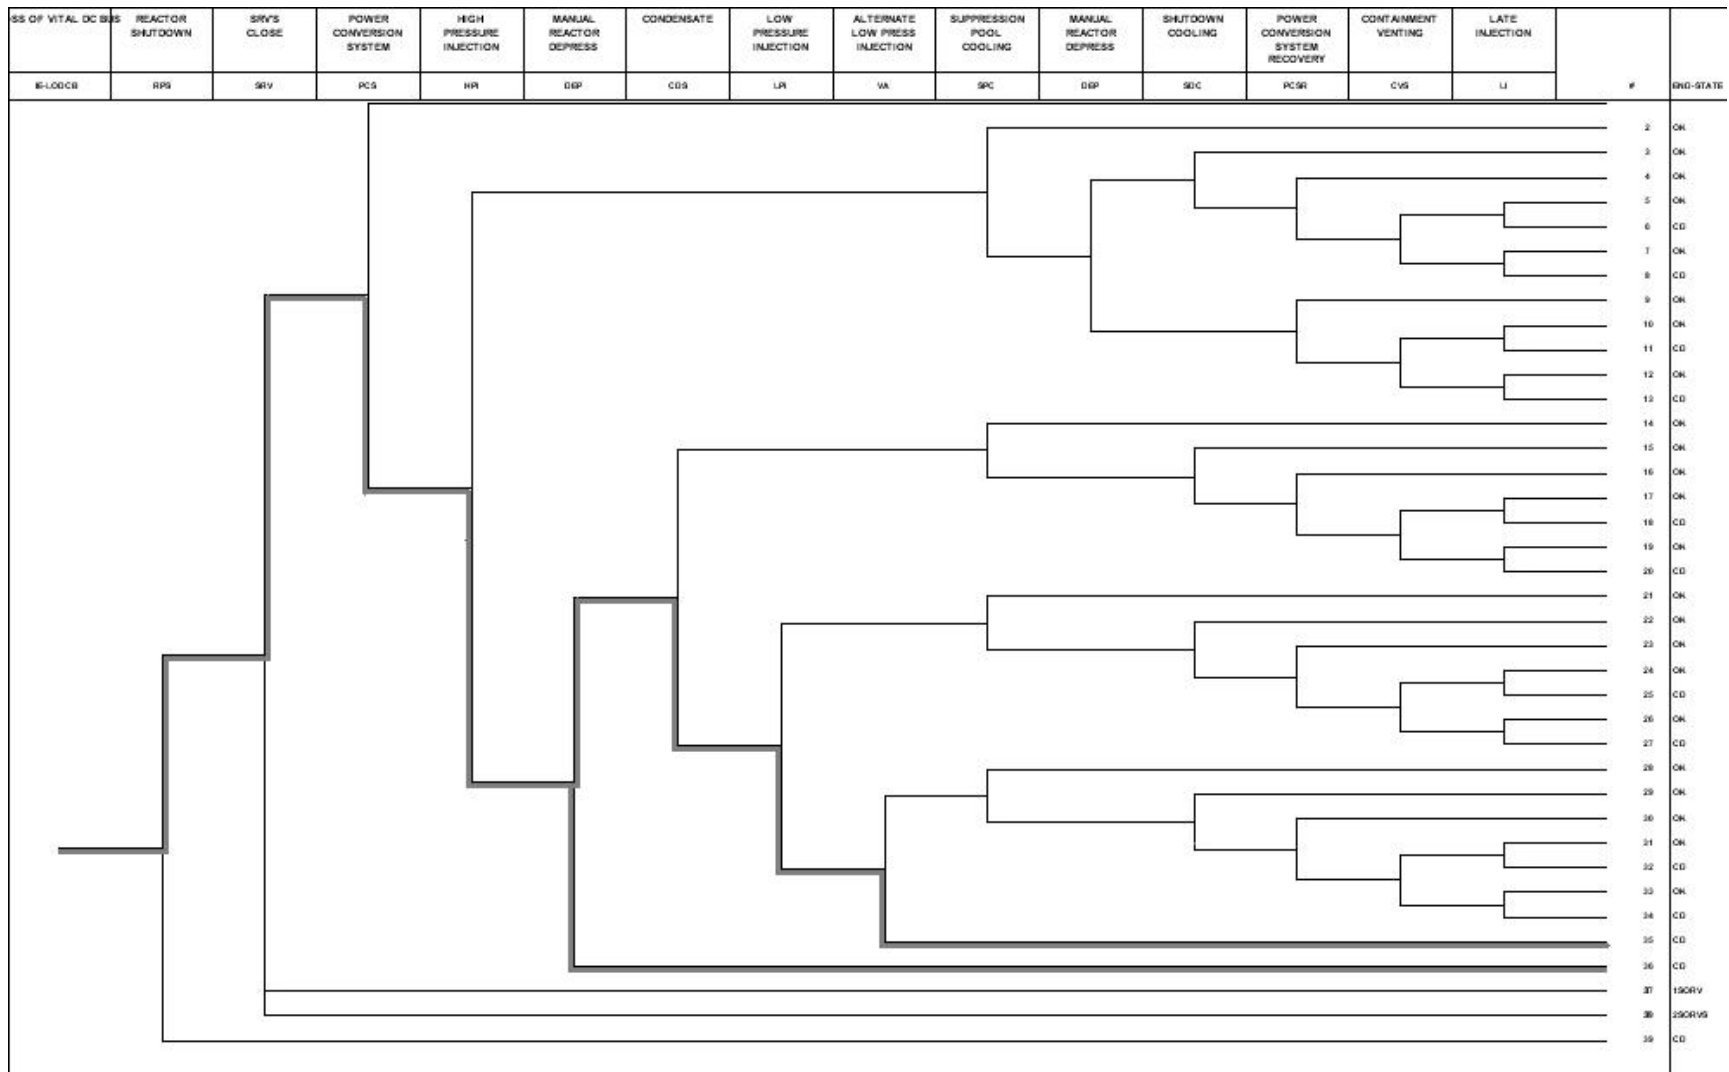 SS OF VITAL DC BUS
REACTOR
SHUTDOWN
SRV'S
CLOSE
POWER
CONVERSION
SYSTEM
HIGH
PRESSURE
INJECTION
MANUAL
REACTOR
DEPRESS
CONDENSATE
LOW
PRESSURE
INJECTION
ALTERNATE
LOW PRESS
INJECTION
SUPPRESSION
POOL
COOLING
MANUAL
REACTOR
DEPRESS
SHUTDOWN
COOLING
POWER
CONVERSION
SYSTEM
RECOVERY
CONTAINMENT
VENTING
LATE
INJECTION
IE-LODCB
RPS
SRV
PCS
HPI
DEP
CDS
LPI
VA
SPC
DEP
SDC
PCSR
CVS
LI
#
END-STATE
2 OK
3 OK
4 OK
5 OK
6 CD
7 OK
8 CD
9 OK
10 OK
11 CD
12 OK
13 CD
14 OK
15 OK
16 OK
17 OK
18 CD
19 OK
20 CD
21 OK
22 OK
23 OK
24 OK
25 CD
26 OK
27 CD
28 OK
29 OK
30 OK
31 OK
32 CD
33 OK
34 CD
35 CD
36 CD
37 1SORV
38 2SORVS
39 CD